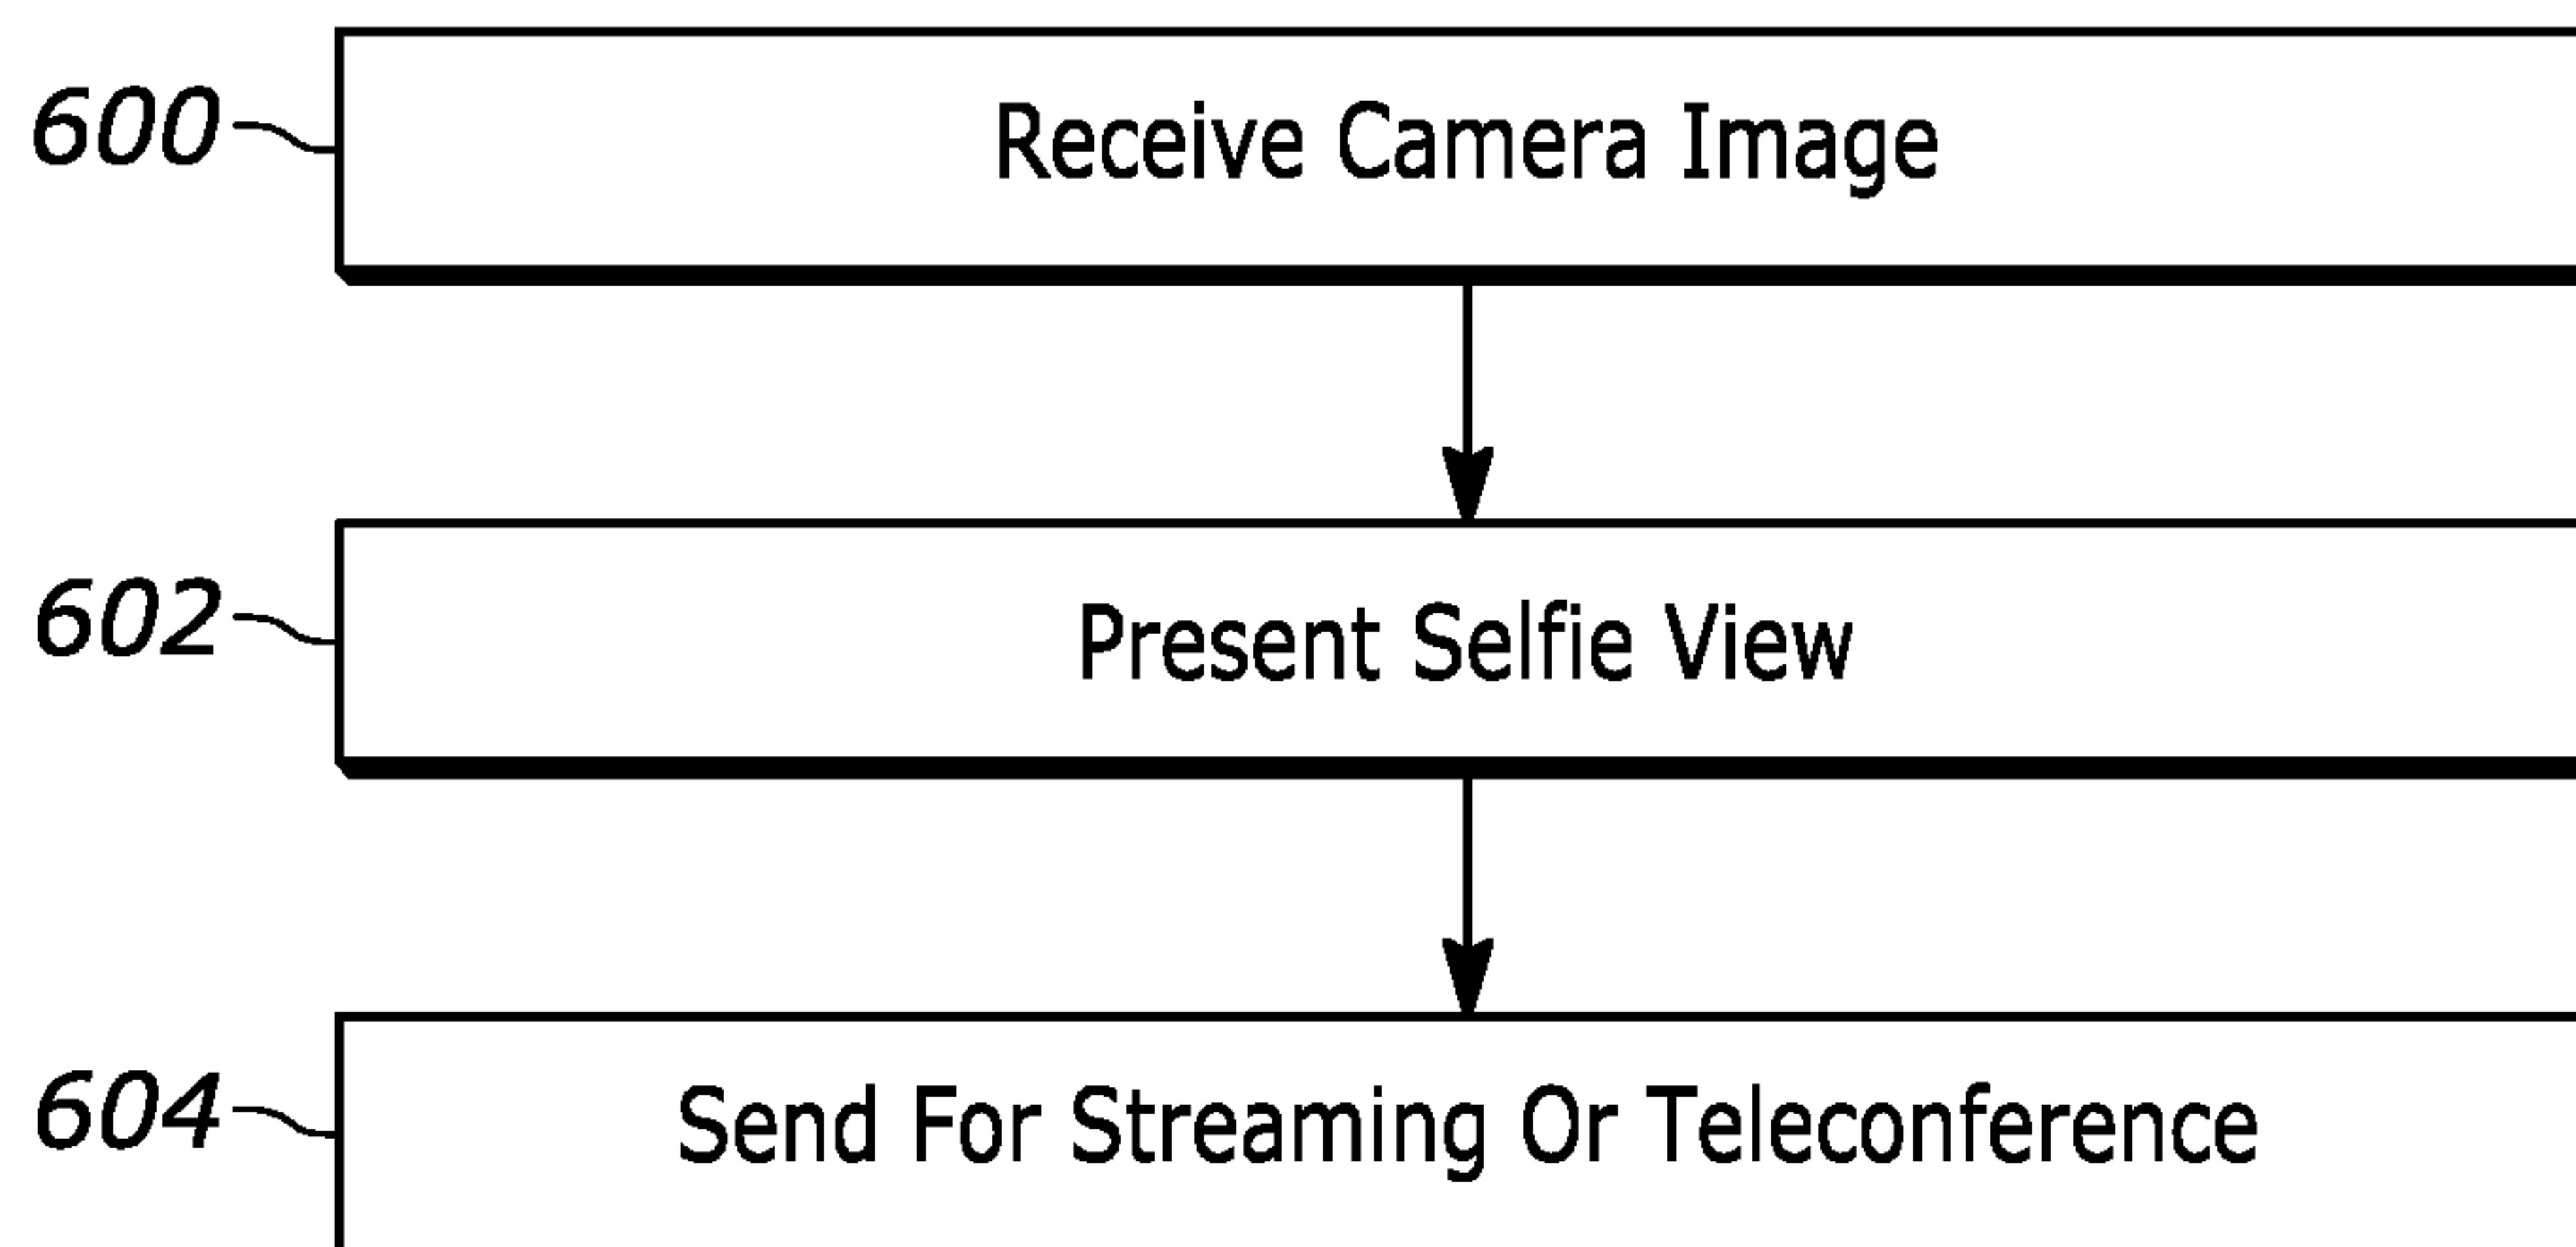 600 Receive Camera Image
602 Present Selfie View
604 Send For Streaming Or Teleconference